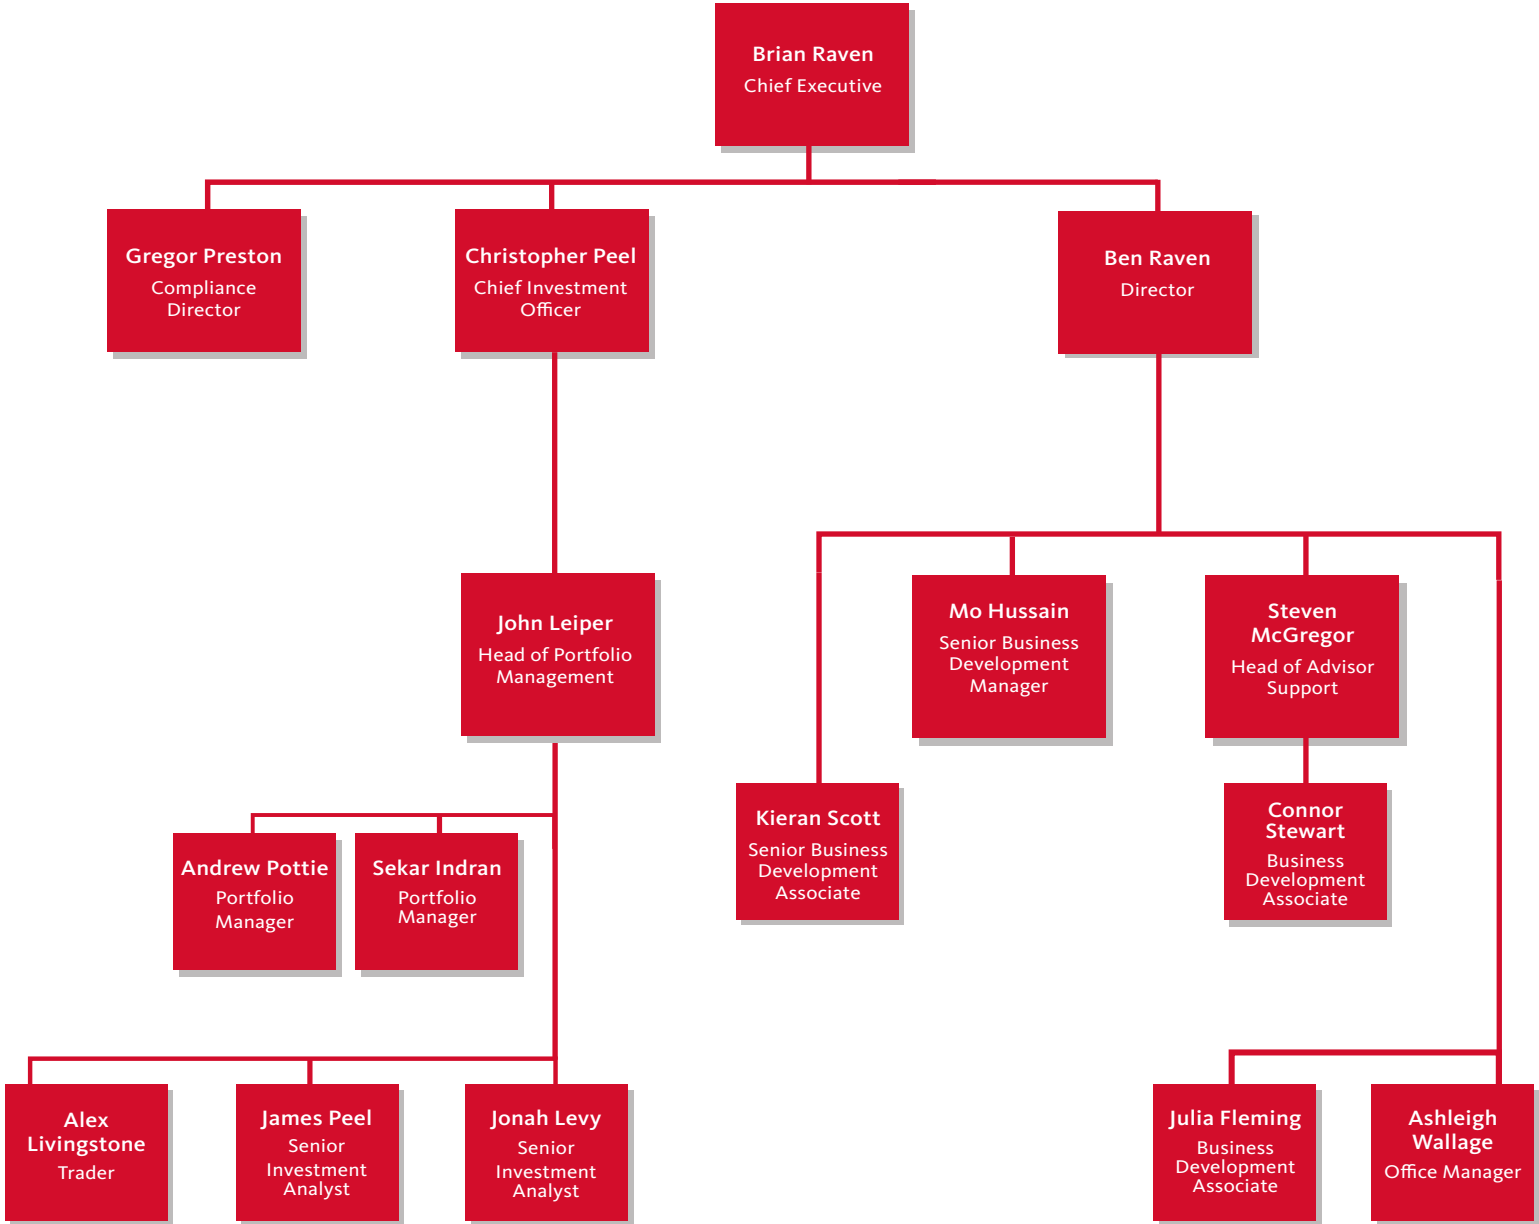 Brian Raven
Chief Executive
Gregor Preston
Compliance
Director
Christopher Peel
Chief Investment
Officer
Ben Raven
Director
John Leiper
Head of Portfolio
Management
Mo Hussain
Senior Business
Development
Manager
Steven
McGregor
Head of Advisor
Support
Andrew Pottie
Portfolio
Manager
Sekar Indran
Portfolio
Manager
Kieran Scott
Senior Business
Development
Associate
Connor
Stewart
Business
Development
Associate
Alex
Livingstone
Trader
James Peel
Senior
Investment
Analyst
Jonah Levy
Senior
Investment
Analyst
Julia Fleming
Business
Development
Associate
Ashleigh
Wallage
Office Manager